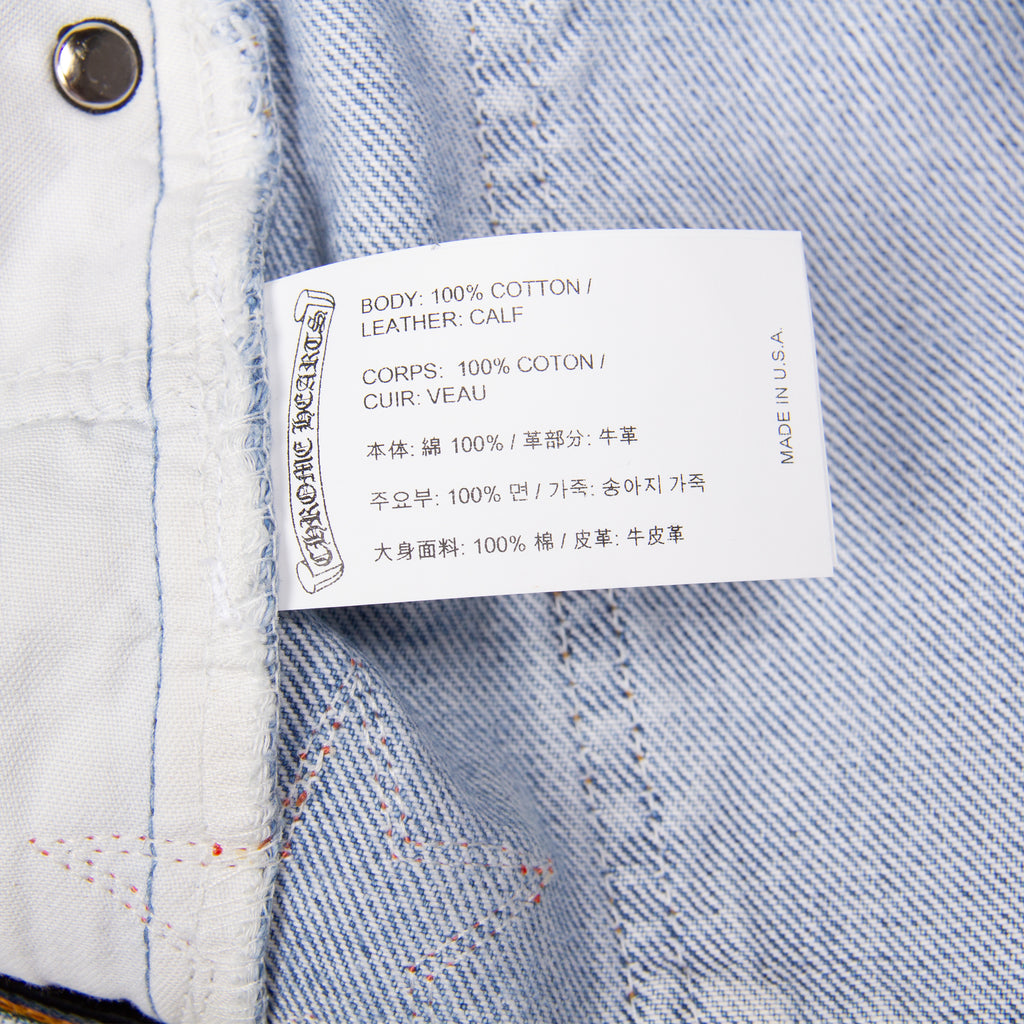 CHROME HEARTS
BODY: 100% COTTON /
LEATHER: CALF
CORPS: 100% COTON /
CUIR: VEAU
本体: 綿 100% / 革部分: 牛革
주요부: 100% 면 / 가죽: 송아지 가죽
大身面料: 100% 棉 / 皮革: 牛皮革
MADE IN U.S.A.